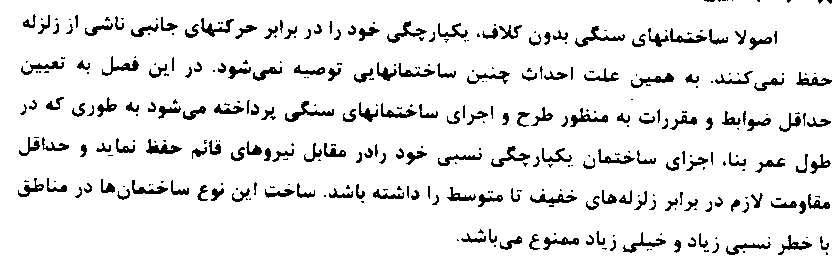 اصولا ساختمانهای سنگی بدون کلاف، یکپارچگی خود را در برابر حرکتهای جانبی ناشی از زلزله
حفظ نمی‌کنند. به همین علت احداث چنین ساختمانهایی توصیه نمی‌شود. در این فصل به تعیین
حداقل ضوابط و مقررات به منظور طرح و اجرای ساختمانهای سنگی پرداخته می‌شود به طوری که در
طول عمر بنا، اجزای ساختمان یکپارچگی نسبی خود رادر مقابل نیروهای قائم حفظ نماید و حداقل
مقاومت لازم در برابر زلزله‌های خفیف تا متوسط را داشته باشد. ساخت این نوع ساختمان‌ها در مناطق
با خطر نسبی زیاد و خیلی زیاد ممنوع می‌باشد.